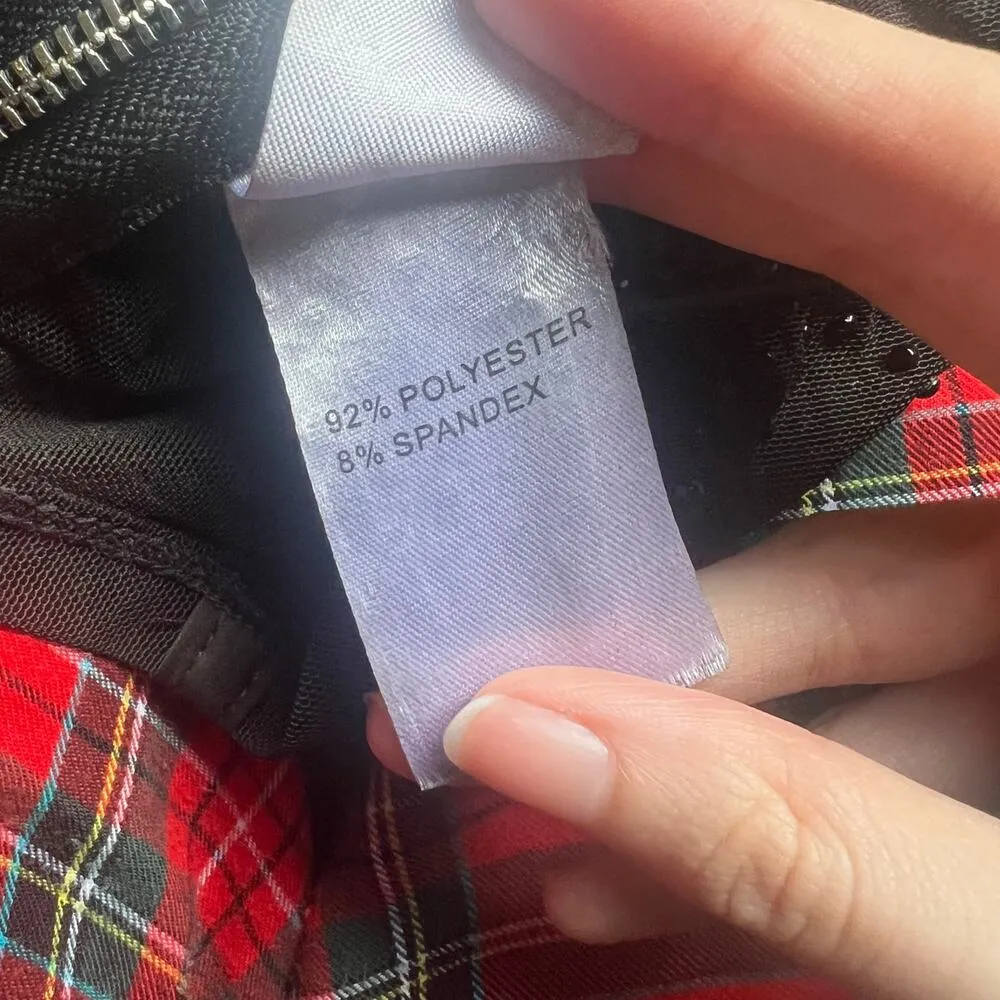 92% POLYESTER
8% SPANDEX